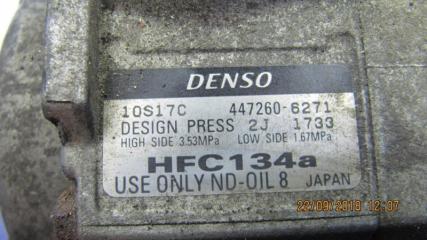 DENSO
10S17C 447260-6271
DESIGN PRESS 2J 1733
HIGH SIDE 3.53MPa LOW SIDE 1.67MPa
HFC134a
USE ONLY ND-OIL 8 JAPAN
22/09/2018 12:07